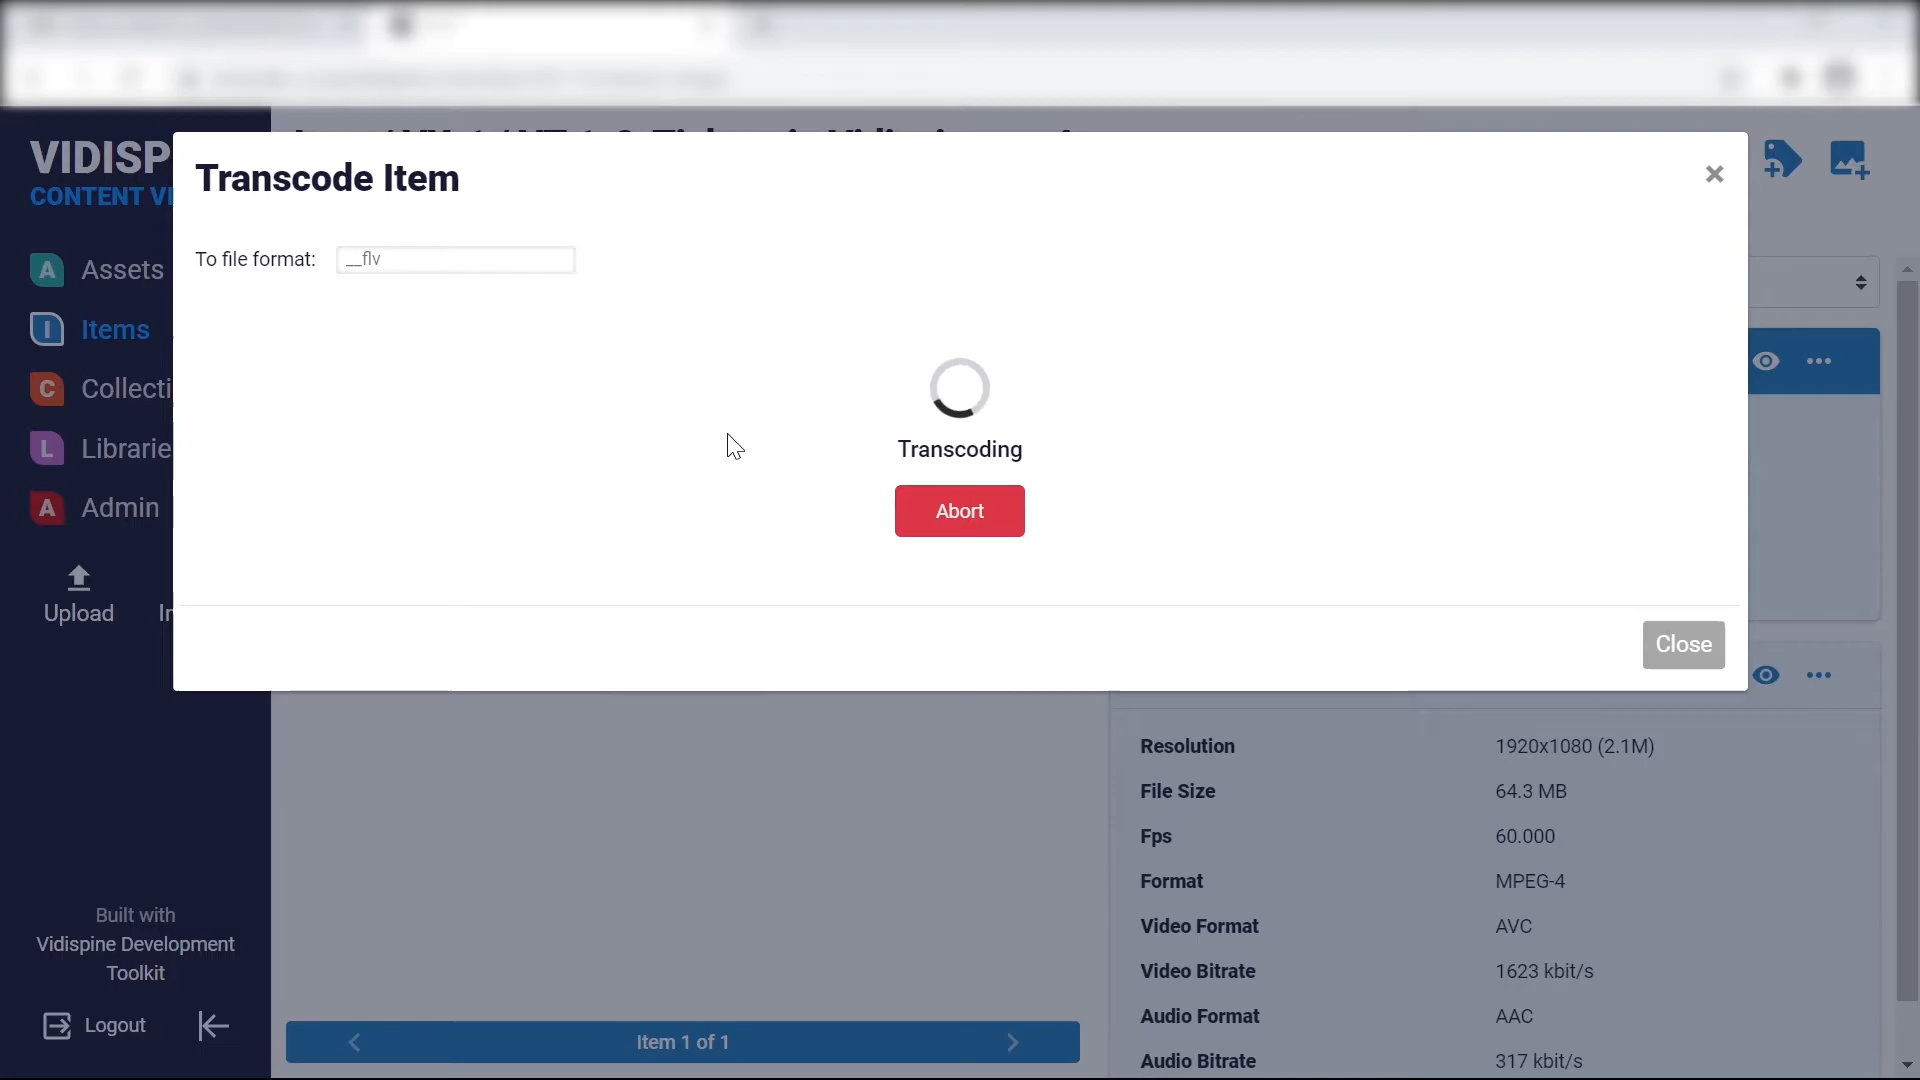 VIDISP
CONTENT VI
Transcode Item
×
To file format: __flv
Assets
Items
Collecti
Librarie
Admin
Transcoding
Abort
Upload
Close
Resolution 1920x1080 (2.1M)
File Size 64.3 MB
Fps 60.000
Format MPEG-4
Video Format AVC
Video Bitrate 1623 kbit/s
Audio Format AAC
Audio Bitrate 317 kbit/s
Built with
Vidispine Development
Toolkit
Logout
Item 1 of 1